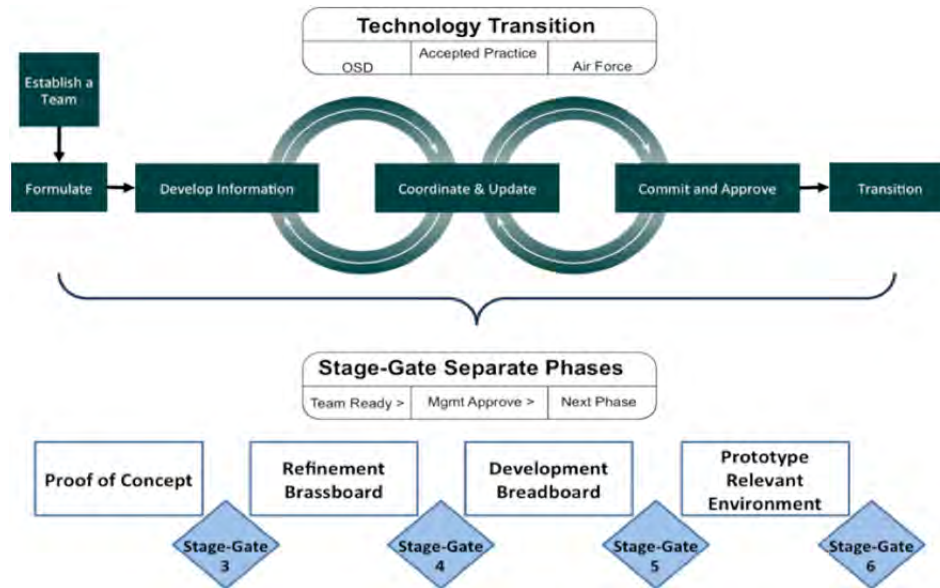 Technology Transition
OSD
Accepted Practice
Air Force
Establish a
Team
Formulate
Develop Information
Coordinate & Update
Commit and Approve
Transition
Stage-Gate Separate Phases
Team Ready >
Mgmt Approve >
Next Phase
Proof of Concept
Refinement
Brassboard
Development
Breadboard
Prototype
Relevant
Environment
Stage-Gate
3
Stage-Gate
4
Stage-Gate
5
Stage-Gate
6